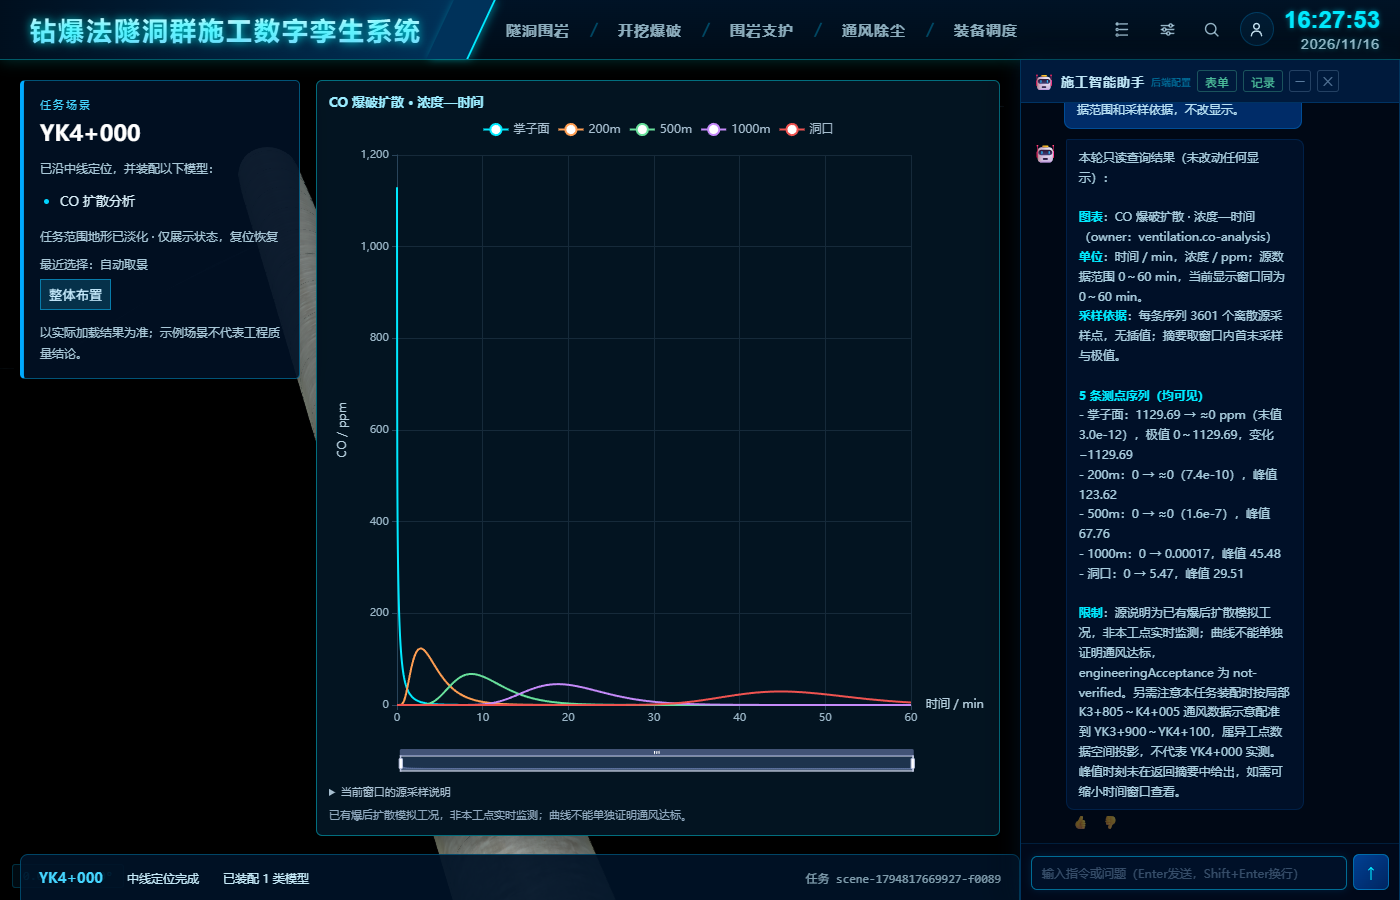 钻爆法隧洞群施工数字孪生系统
隧洞围岩 / 开挖爆破 / 围岩支护 / 通风除尘 / 装备调度
16:27:53
2026/11/16
任务场景
YK4+000
已沿中线定位，并装配以下模型：
• CO 扩散分析
任务范围地形已淡化 · 仅展示状态，复位恢复
最近选择：自动取景
整体布置
以实际加载结果为准；示例场景不代表工程质
量结论。
CO 爆破扩散 • 浓度—时间
掌子面 200m 500m 1000m 洞口
1,200
1,000
800
600
400
200
0
CO / ppm
0 10 20 30 40 50 60
时间 / min
▶ 当前窗口的源采样说明
已有爆后扩散模拟工况，非本工点实时监测；曲线不能单独证明通风达标。
施工智能助手 后端配置 表单 记录
据范围和采样依据，不改显示。
本轮只读查询结果（未改动任何显
示）：
图表：CO 爆破扩散 · 浓度—时间
（owner：ventilation.co-analysis）
单位：时间 / min，浓度 / ppm；源数
据范围 0～60 min，当前显示窗口同为
0～60 min。
采样依据：每条序列 3601 个离散源采
样点，无插值；摘要取窗口内首末采样
与极值。
5 条测点序列（均可见）
- 掌子面：1129.69 → ≈0 ppm（末值
3.0e-12），极值 0～1129.69，变化
−1129.69
- 200m：0 → ≈0（7.4e-10），峰值
123.62
- 500m：0 → ≈0（1.6e-7），峰值
67.76
- 1000m：0 → 0.00017，峰值 45.48
- 洞口：0 → 5.47，峰值 29.51
限制：源说明为已有爆后扩散模拟工
况，非本工点实时监测；曲线不能单独
证明通风达标，
engineeringAcceptance 为 not-
verified。另需注意本任务装配时按局部
K3+805～K4+005 通风数据示意配准
到 YK3+900～YK4+100，属异工点数
据空间投影，不代表 YK4+000 实测。
峰值时刻未在返回摘要中给出，如需可
缩小时间窗口查看。
输入指令或问题（Enter发送，Shift+Enter换行）
YK4+000 中线定位完成 已装配 1 类模型
任务 scene-1794817669927-f0089